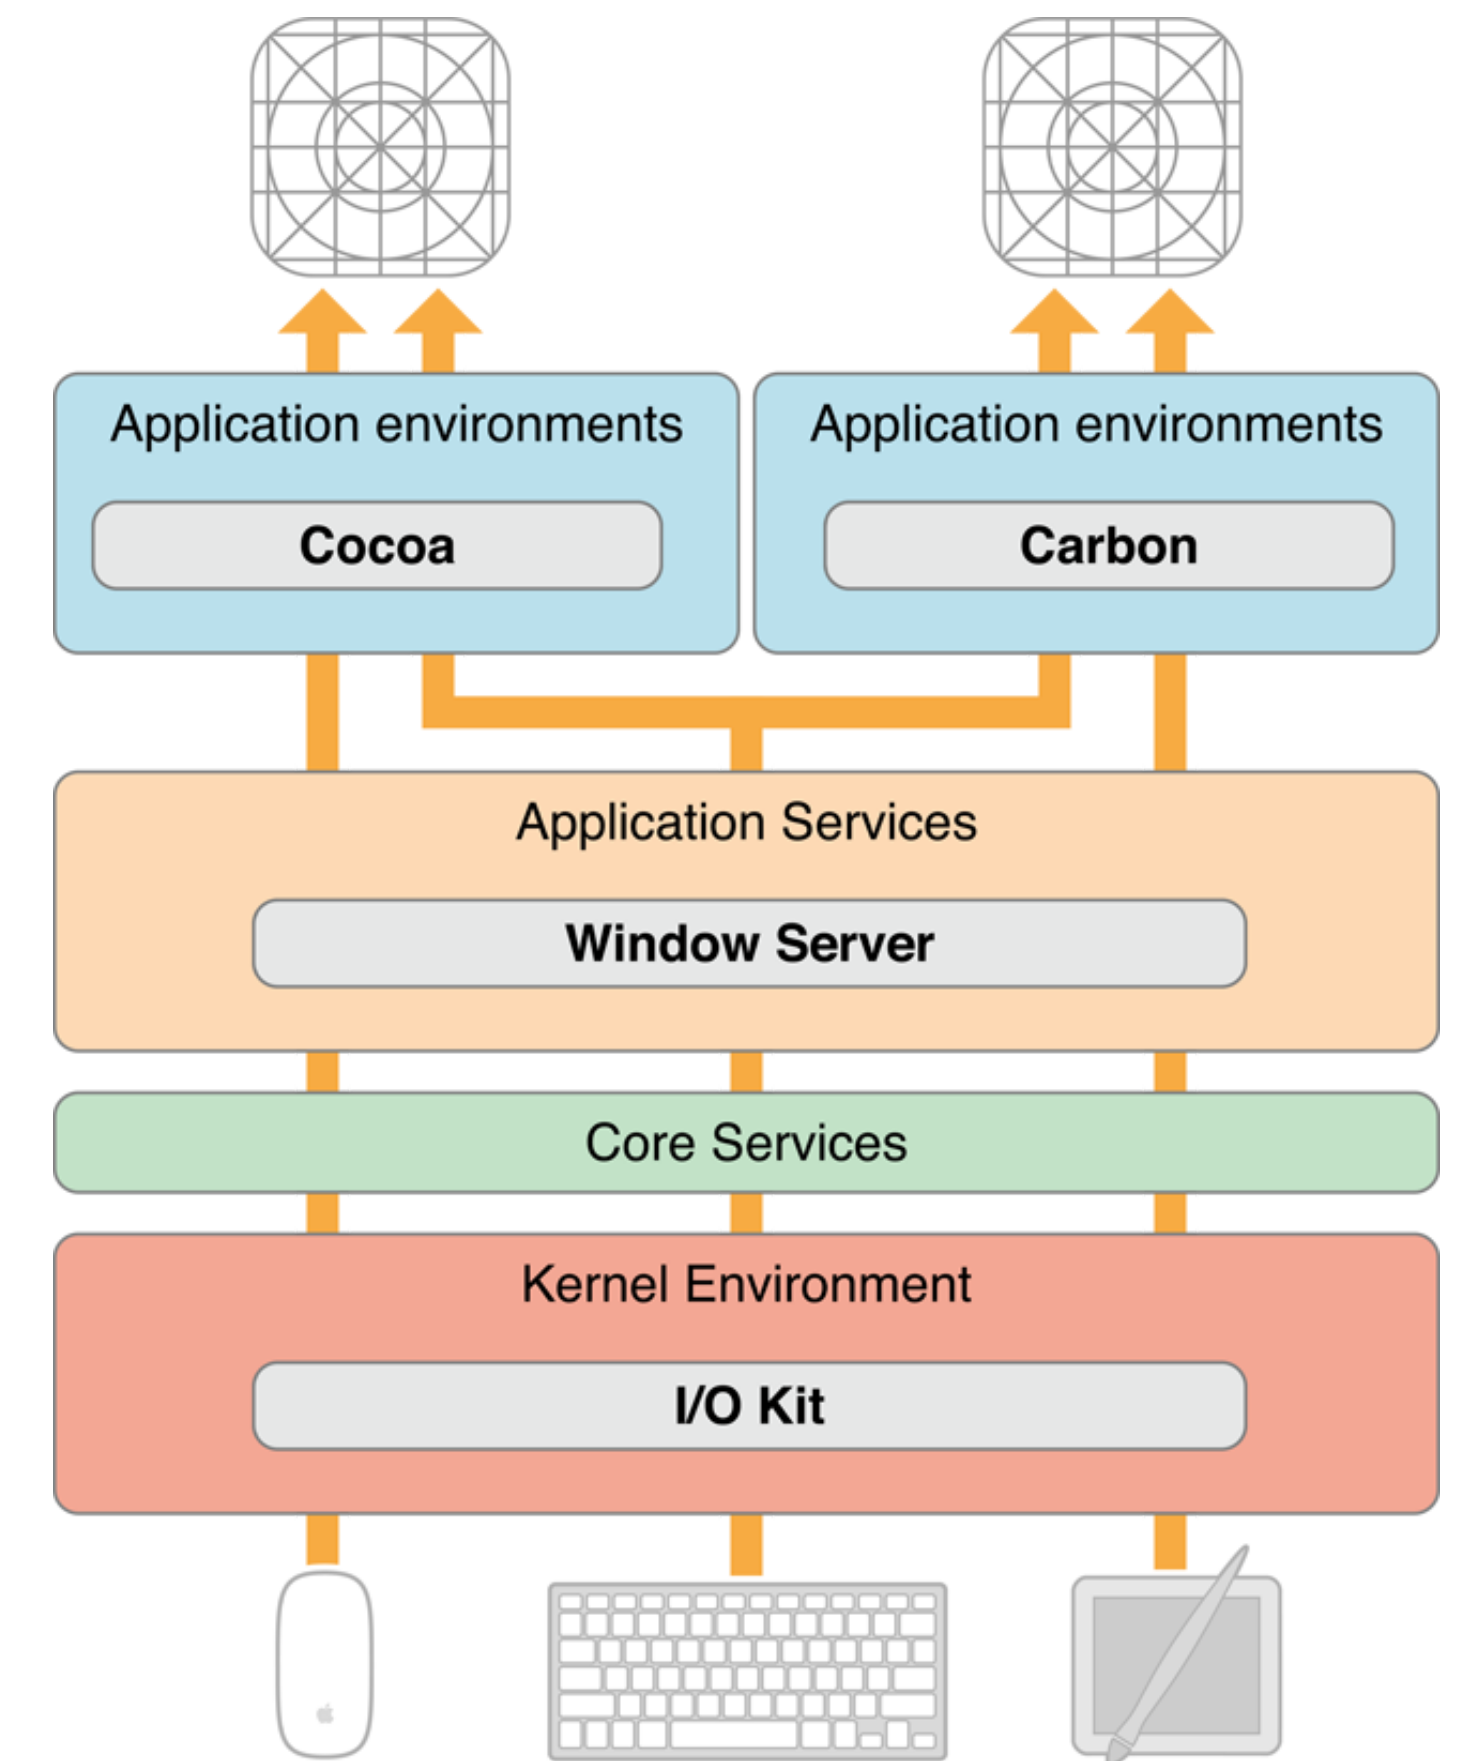 Application environments
Cocoa
Application environments
Carbon
Application Services
Window Server
Core Services
Kernel Environment
I/O Kit